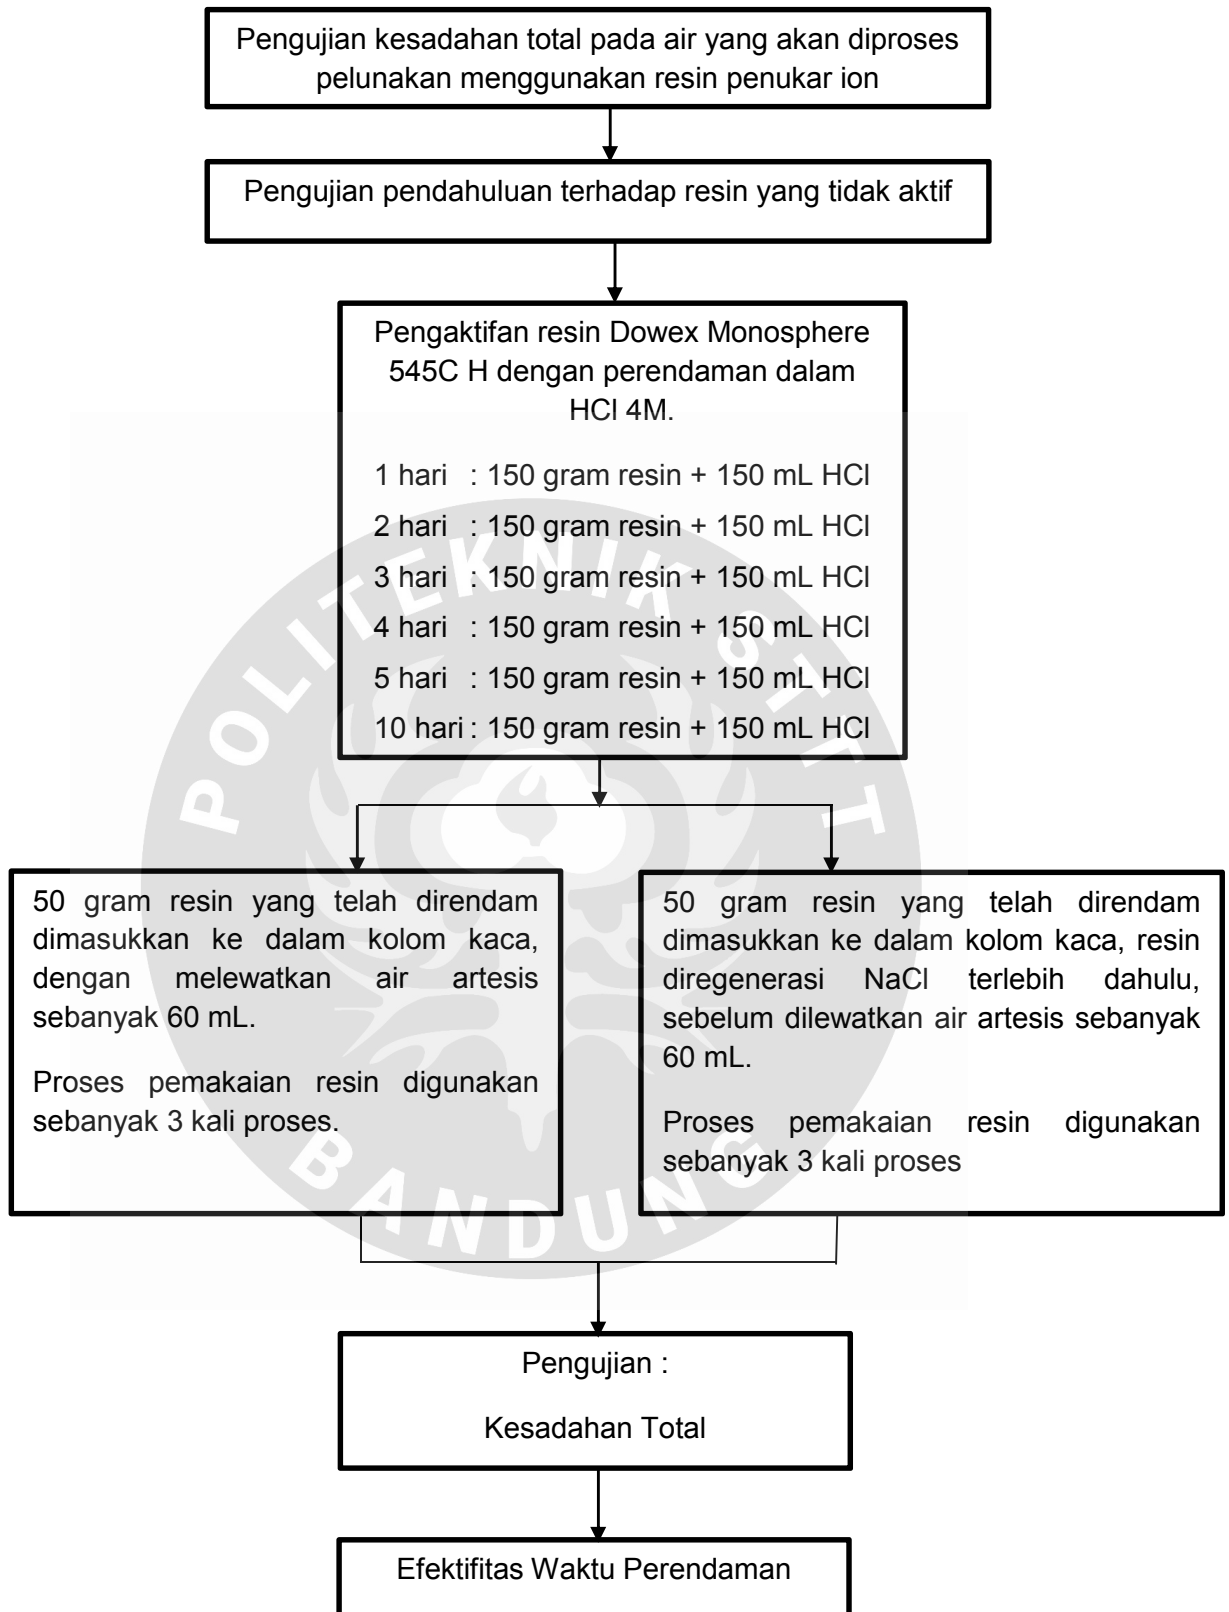 Pengujian kesadahan total pada air yang akan diproses
pelunakan menggunakan resin penukar ion
Pengujian pendahuluan terhadap resin yang tidak aktif
Pengaktifan resin Dowex Monosphere
545C H dengan perendaman dalam
HCl 4M.
1 hari : 150 gram resin + 150 mL HCl
2 hari : 150 gram resin + 150 mL HCl
3 hari : 150 gram resin + 150 mL HCl
4 hari : 150 gram resin + 150 mL HCl
5 hari : 150 gram resin + 150 mL HCl
10 hari : 150 gram resin + 150 mL HCl
50 gram resin yang telah direndam
dimasukkan ke dalam kolom kaca,
dengan melewatkan air artesis
sebanyak 60 mL.
Proses pemakaian resin digunakan
sebanyak 3 kali proses.
50 gram resin yang telah direndam
dimasukkan ke dalam kolom kaca, resin
diregenerasi NaCl terlebih dahulu,
sebelum dilewatkan air artesis sebanyak
60 mL.
Proses pemakaian resin digunakan
sebanyak 3 kali proses
Pengujian :
Kesadahan Total
Efektifitas Waktu Perendaman
POLITEKNIK STTT
BANDUNG